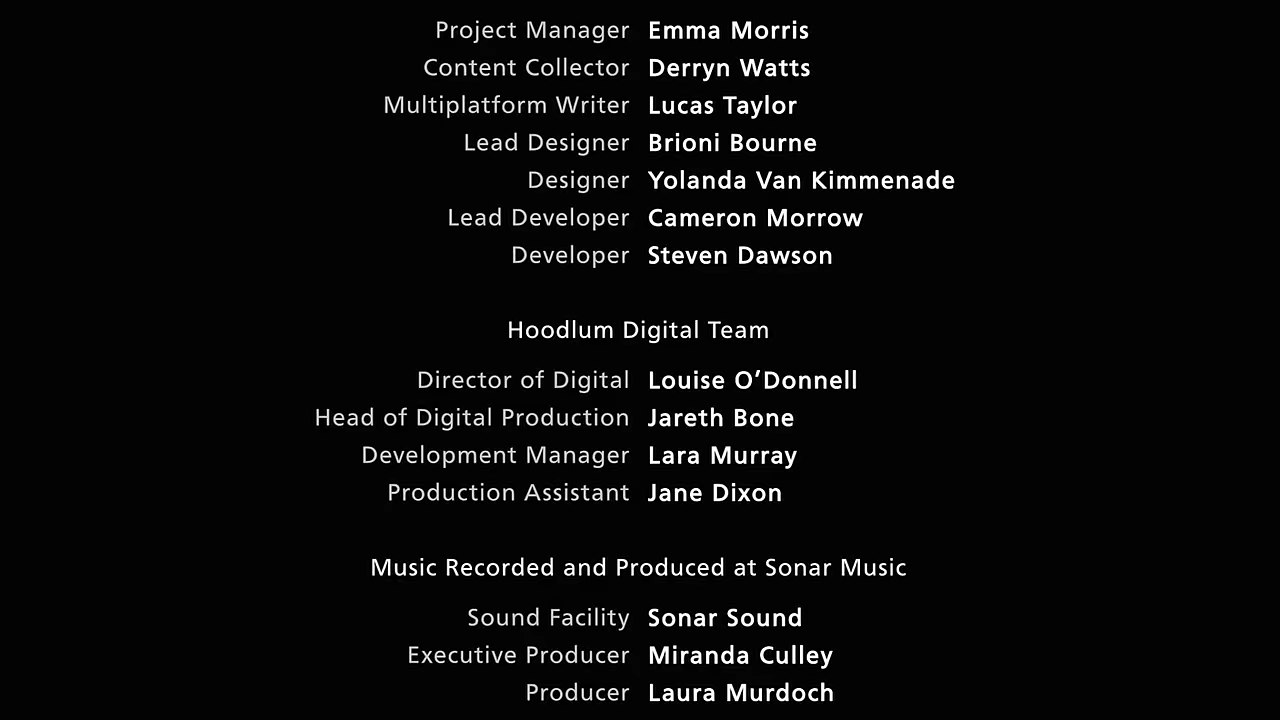 Project Manager Emma Morris
Content Collector Derryn Watts
Multiplatform Writer Lucas Taylor
Lead Designer Brioni Bourne
Designer Yolanda Van Kimmenade
Lead Developer Cameron Morrow
Developer Steven Dawson
Hoodlum Digital Team
Director of Digital Louise O’Donnell
Head of Digital Production Jareth Bone
Development Manager Lara Murray
Production Assistant Jane Dixon
Music Recorded and Produced at Sonar Music
Sound Facility Sonar Sound
Executive Producer Miranda Culley
Producer Laura Murdoch